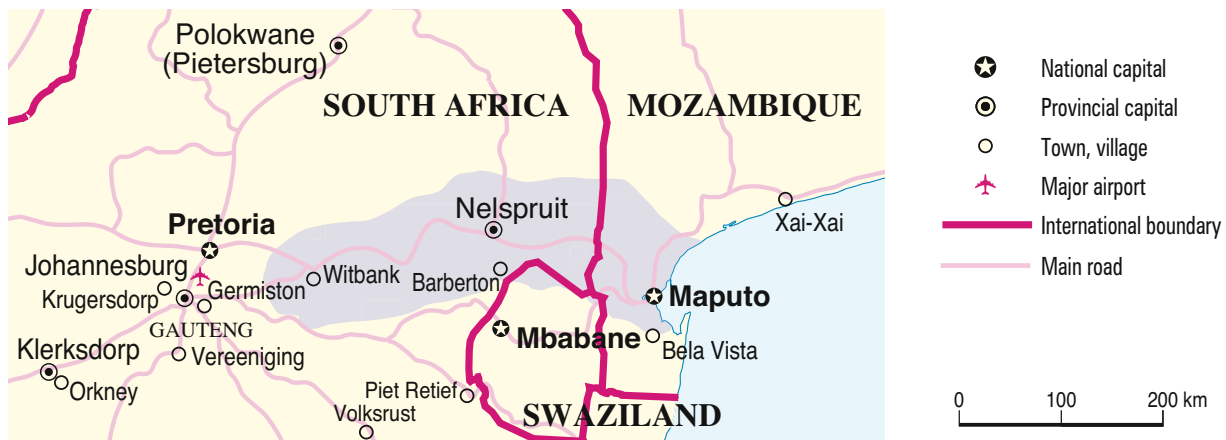 Polokwane
(Pietersburg)
SOUTH AFRICA
MOZAMBIQUE
Xai-Xai
Nelspruit
Pretoria
Johannesburg
Witbank
Barberton
Krugersdorp
Germiston
Maputo
GAUTENG
Mbabane
Klerksdorp
Vereeniging
Bela Vista
Orkney
Piet Retief
Volksrust
SWAZILAND
National capital
Provincial capital
Town, village
Major airport
International boundary
Main road
0 100 200 km